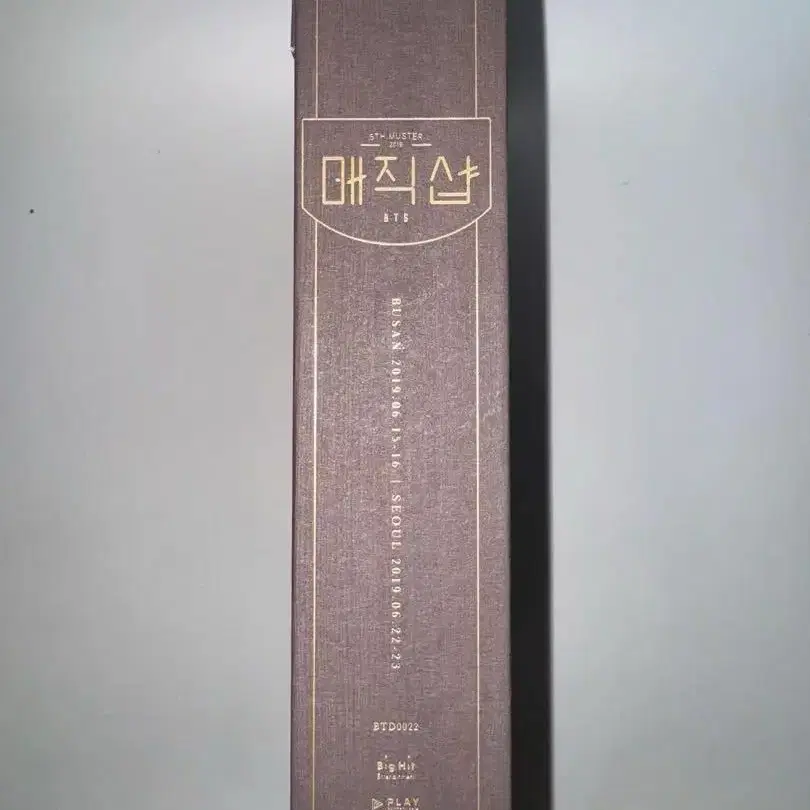 5TH MUSTER
2019
매직샵
BTS
BUSAN 2019.06.15-16 | SEOUL 2019.06.22-23
BTD0022
Big Hit
Entertainment
PLAY